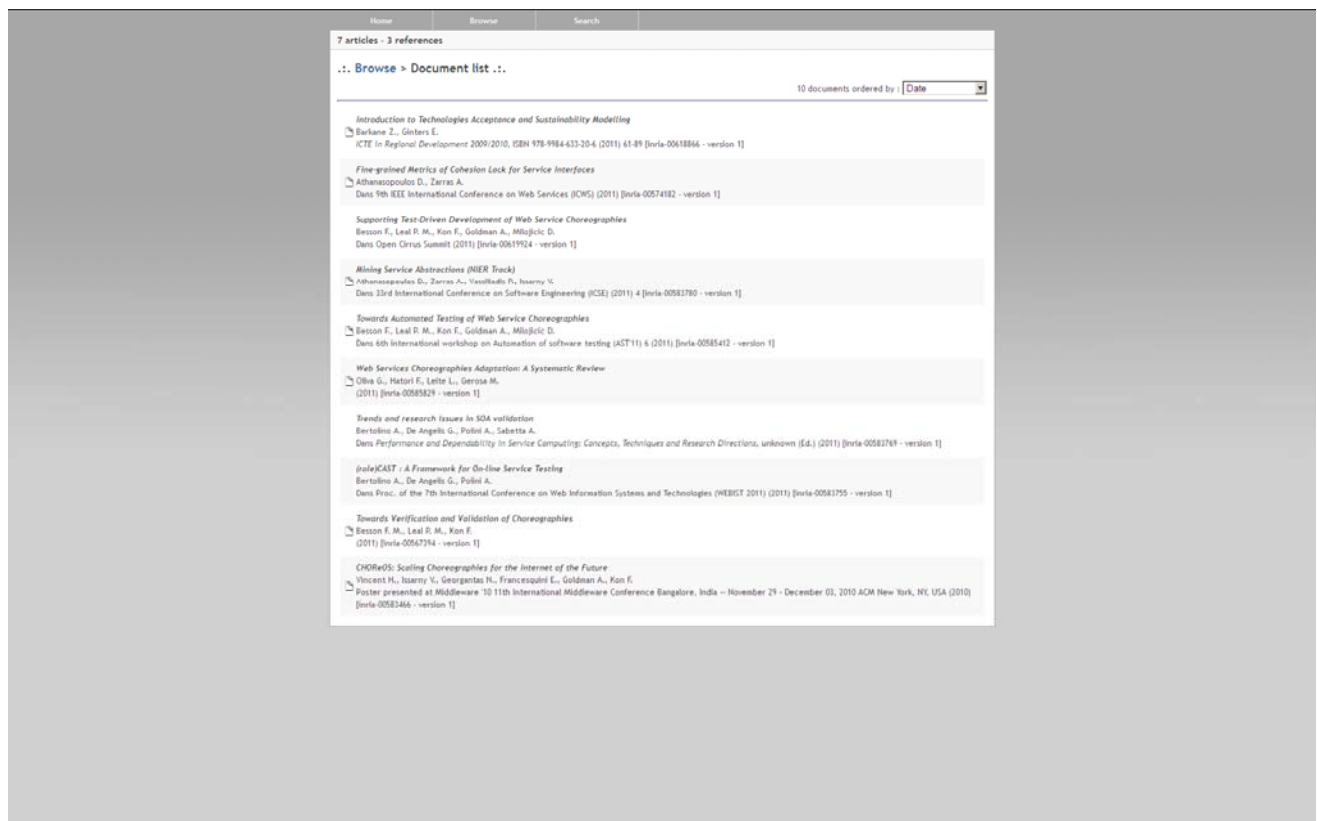 Home Browse Search
7 articles - 3 references
.:. Browse > Document list .:.
10 documents ordered by : Date
Introduction to Technologies Acceptance and Sustainability Modelling
Barkane Z., Ginters E.
ICTE in Regional Development 2009/2010, ISBN 978-9984-633-20-6 (2011) 61-89 [inria-00618866 - version 1]
Fine-grained Metrics of Cohesion Lack for Service Interfaces
Athanasopoulos D., Zarras A.
Dans 9th IEEE International Conference on Web Services (ICWS) (2011) [inria-00574182 - version 1]
Supporting Test-Driven Development of Web Service Choreographies
Besson F., Leal P. M., Kon F., Goldman A., Milojicic D.
Dans Open Cirrus Summit (2011) [inria-00619924 - version 1]
Mining Service Abstractions (NIER Track)
Athanasopoulos D., Zarras A., Vassiliadis P., Issarny V.
Dans 33rd International Conference on Software Engineering (ICSE) (2011) 4 [inria-00583780 - version 1]
Towards Automated Testing of Web Service Choreographies
Besson F., Leal P. M., Kon F., Goldman A., Milojicic D.
Dans 6th international workshop on Automation of software testing (AST'11) 6 (2011) [inria-00585412 - version 1]
Web Services Choreographies Adaptation: A Systematic Review
Oliva G., Hatori F., Leite L., Gerosa M.
(2011) [inria-00585829 - version 1]
Trends and research issues in SOA validation
Bertolino A., De Angelis G., Polini A., Sabetta A.
Dans Performance and Dependability in Service Computing: Concepts, Techniques and Research Directions, unknown (Ed.) (2011) [inria-00583769 - version 1]
(role)CAST : A Framework for On-line Service Testing
Bertolino A., De Angelis G., Polini A.
Dans Proc. of the 7th International Conference on Web Information Systems and Technologies (WEBIST 2011) (2011) [inria-00583755 - version 1]
Towards Verification and Validation of Choreographies
Besson F. M., Leal P. M., Kon F.
(2011) [inria-00567394 - version 1]
CHOReOS: Scaling Choreographies for the Internet of the Future
Vincent H., Issarny V., Georgantas N., Francesquini E., Goldman A., Kon F.
Poster presented at Middleware '10 11th International Middleware Conference Bangalore, India -- November 29 - December 03, 2010 ACM New York, NY, USA (2010)
[inria-00583466 - version 1]